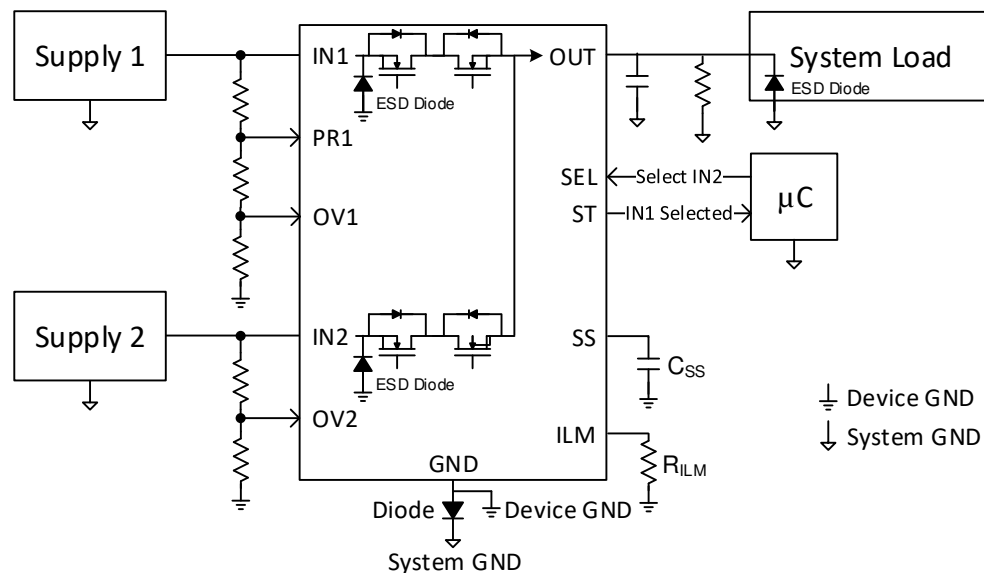 Supply 1
IN1
ESD Diode
OUT
System Load
ESD Diode
PR1
SEL
Select IN2
μC
OV1
ST
IN1 Selected
Supply 2
IN2
ESD Diode
SS
CSS
OV2
ILM
RILM
GND
Device GND
System GND
Diode
Device GND
System GND